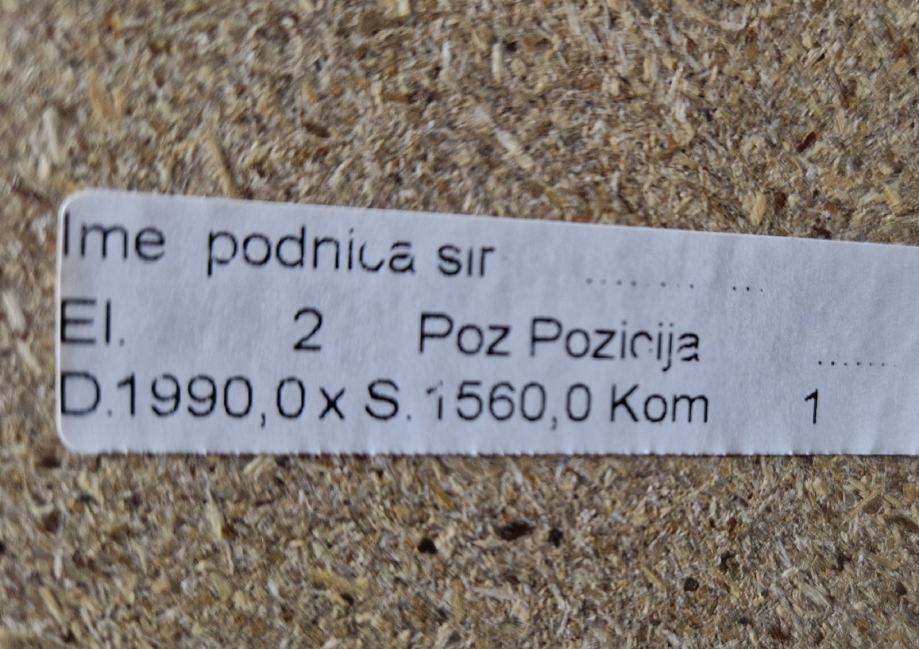 Ime podnica sir
El. 2 Poz Pozicija
D.1990,0 x S. 1560,0 Kom 1